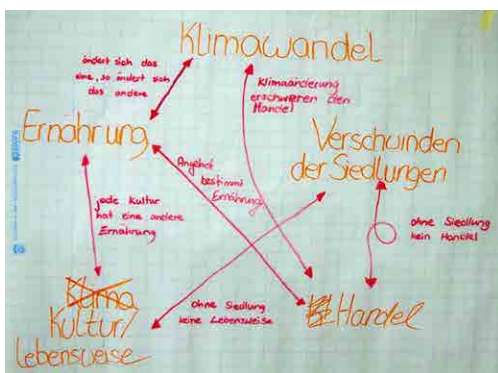 Klimawandel
ändert sich das
eine, so ändert sich
das andere
Klimaänderung
erschweren den
Handel
Ernährung
Verschwinden
der Siedlungen
Angebot
bestimmt
Ernährung
jede Kultur
hat eine andere
Ernährung
ohne Siedlung
kein Handel
Kultur/
Lebensweise
ohne Siedlung
keine Lebensweise
Handel